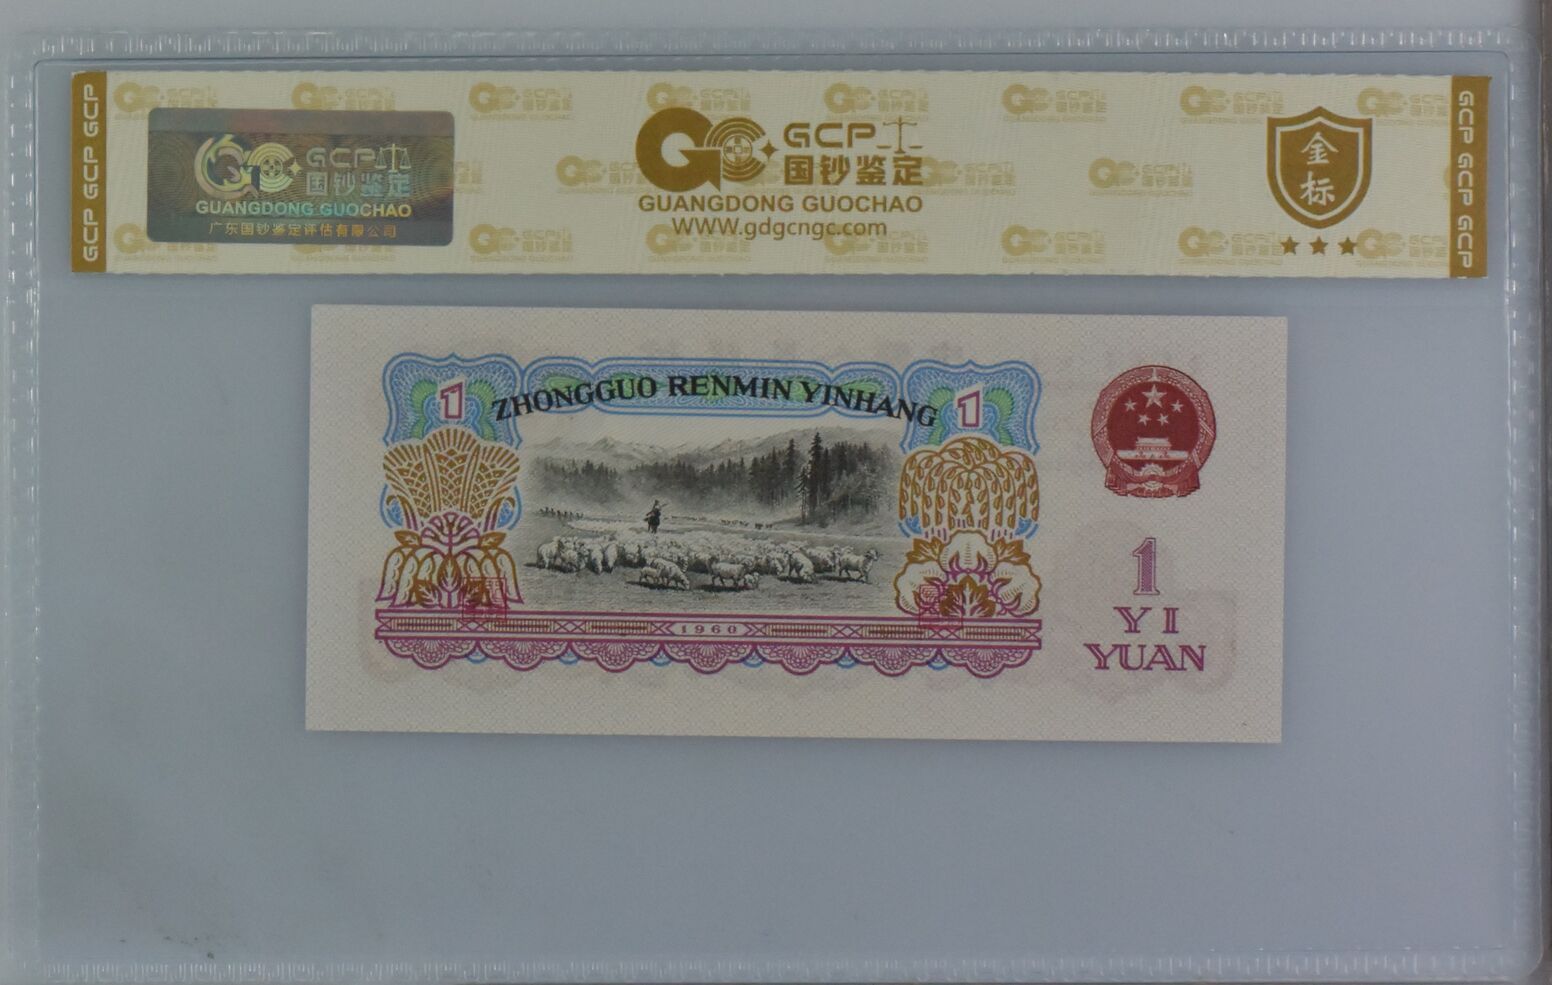 GCP GCP GCP
GCP
国钞鉴定
GUANGDONG GUOCHAO
广东国钞鉴定评估有限公司
GCP
国钞鉴定
GUANGDONG GUOCHAO
WWW.gdgcngc.com
金
标
GCP GCP GCP
ZHONGGUO RENMIN YINHANG
1
1
1960
1
YI
YUAN